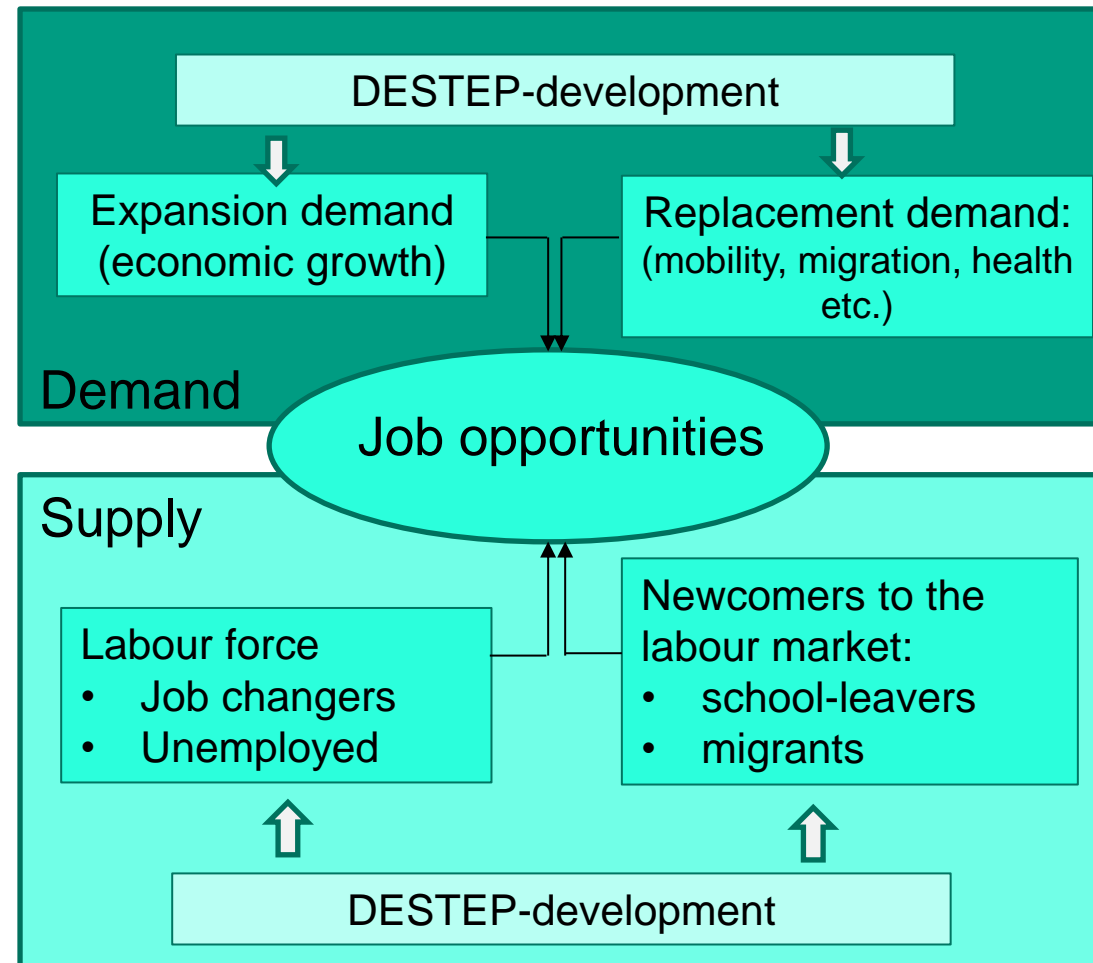 DESTEP-development
Expansion demand
(economic growth)
Replacement demand:
(mobility, migration, health
etc.)
Demand
Job opportunities
Supply
Labour force
• Job changers
• Unemployed
Newcomers to the
labour market:
• school-leavers
• migrants
DESTEP-development